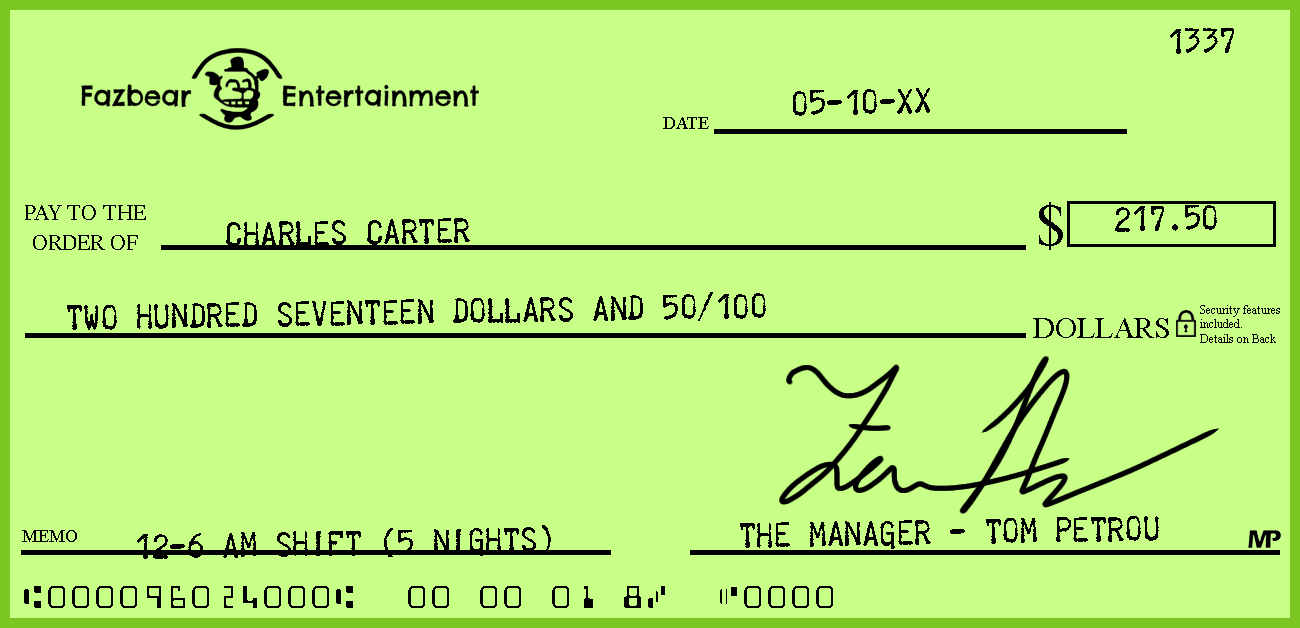 1337
Fazbear Entertainment
DATE 05-10-XX
PAY TO THE
ORDER OF CHARLES CARTER $ 217.50
TWO HUNDRED SEVENTEEN DOLLARS AND 50/100 DOLLARS
Security features
included.
Details on Back
MEMO 12-6 AM SHIFT (5 NIGHTS)
THE MANAGER - TOM PETROU MP
⑆000096024000⑆ 00 00 01 8⑈ ⑈0000